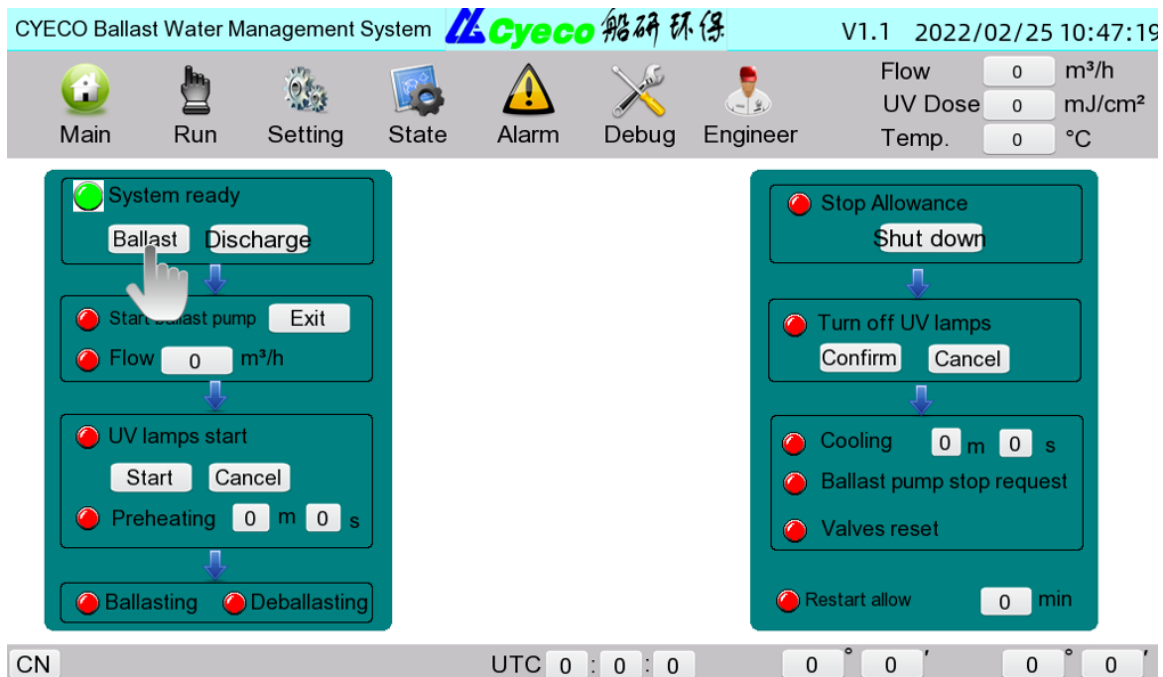 CYECO Ballast Water Management System Cyeco 船研环保 V1.1 2022/02/25 10:47:19
Flow 0 m³/h
UV Dose 0 mJ/cm²
Temp. 0 °C
Main Run Setting State Alarm Debug Engineer
System ready
Ballast Discharge
Start ballast pump Exit
Flow 0 m³/h
UV lamps start
Start Cancel
Preheating 0 m 0 s
Ballasting Deballasting
Stop Allowance
Shut down
Turn off UV lamps
Confirm Cancel
Cooling 0 m 0 s
Ballast pump stop request
Valves reset
Restart allow 0 min
CN UTC 0 : 0 : 0 0 ° 0 ′ 0 ° 0 ′